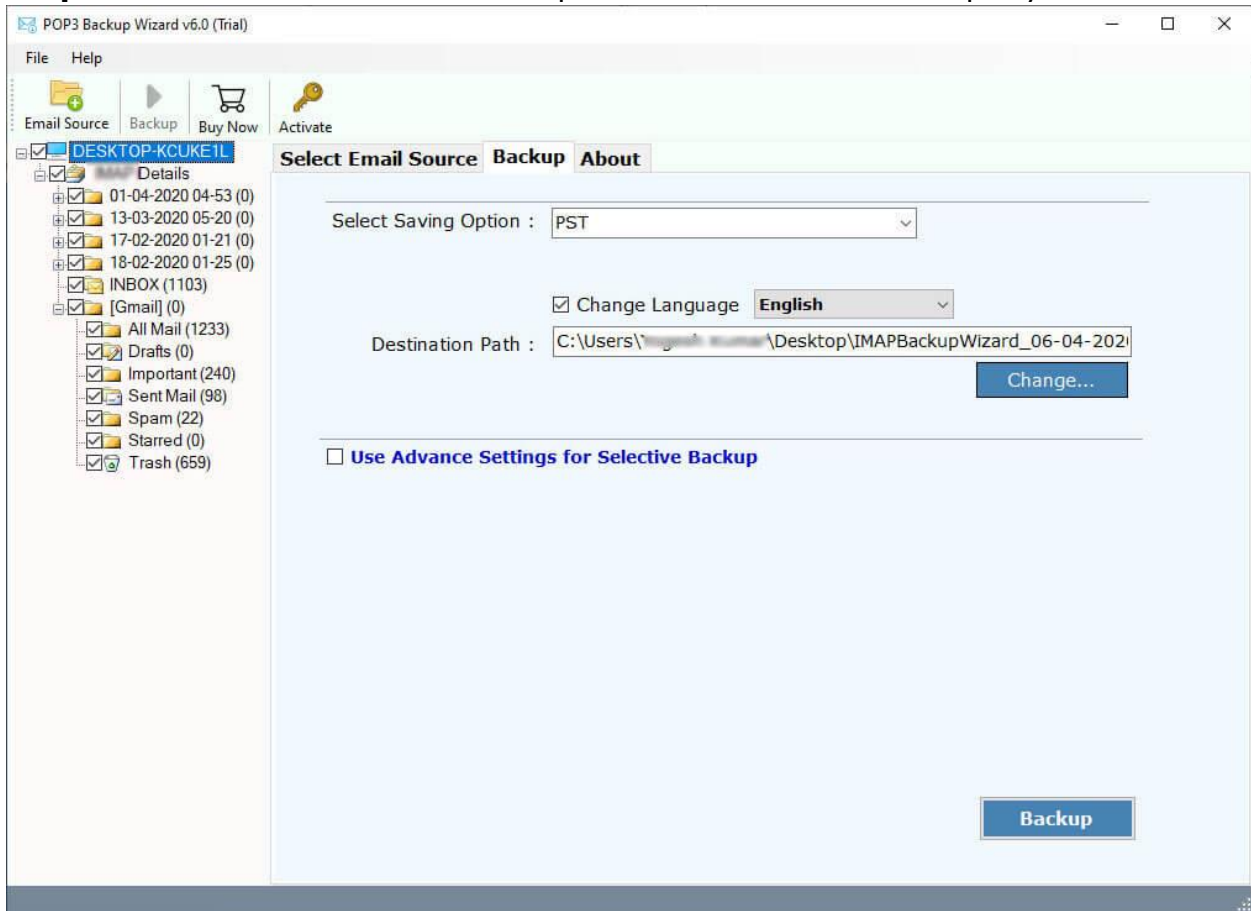 POP3 Backup Wizard v6.0 (Trial)
File Help
Email Source Backup Buy Now Activate
DESKTOP-KCUKE1L
Details
01-04-2020 04-53 (0)
13-03-2020 05-20 (0)
17-02-2020 01-21 (0)
18-02-2020 01-25 (0)
INBOX (1103)
[Gmail] (0)
All Mail (1233)
Drafts (0)
Important (240)
Sent Mail (98)
Spam (22)
Starred (0)
Trash (659)
Select Email Source Backup About
Select Saving Option : PST
Change Language English
Destination Path : C:\Users\ \Desktop\IMAPBackupWizard_06-04-202
Change...
Use Advance Settings for Selective Backup
Backup